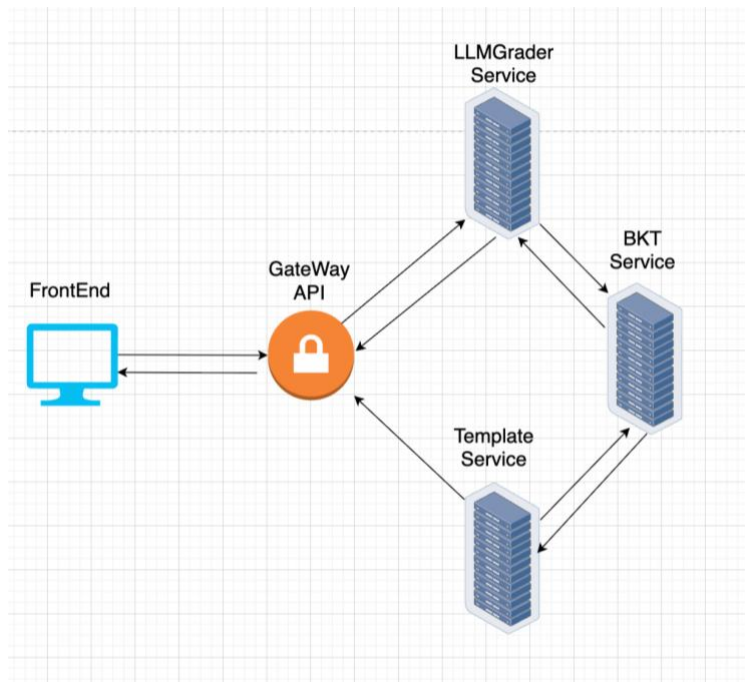 LLMGrader
Service
BKT
Service
GateWay
API
FrontEnd
Template
Service